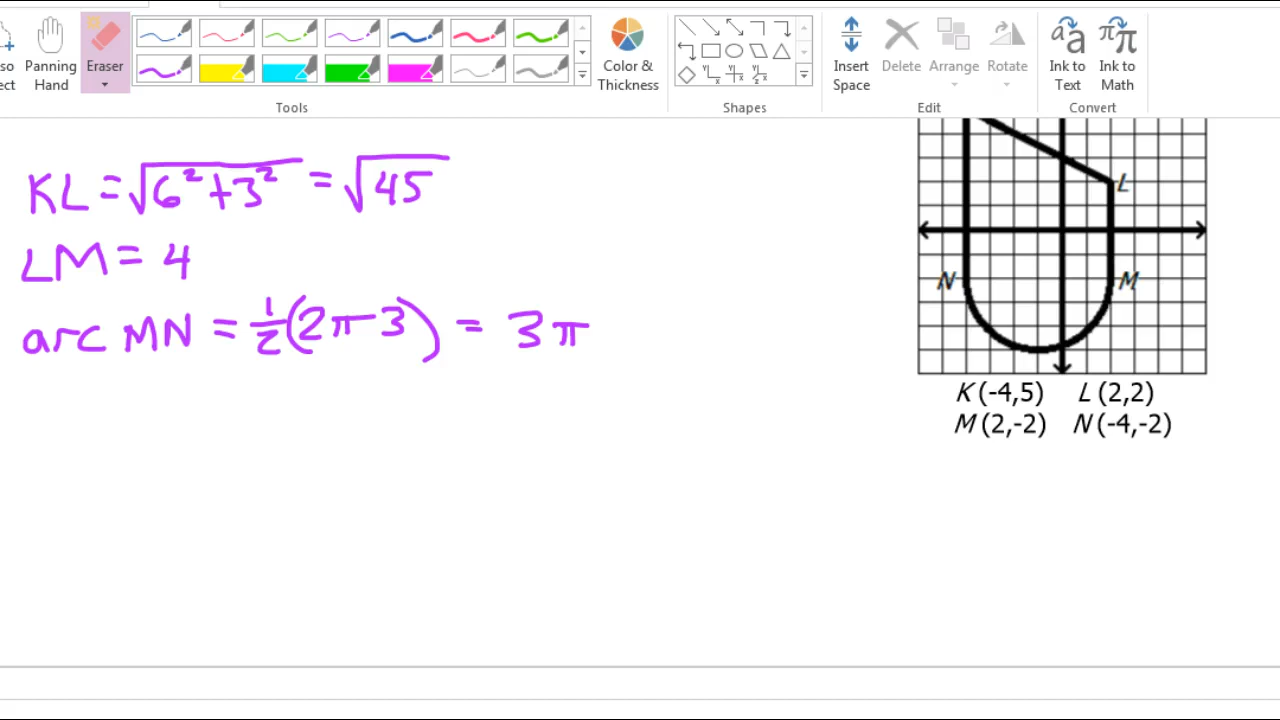 so
ect
Panning
Hand
Eraser
Color &
Thickness
Insert
Space
Delete
Arrange
Rotate
Ink to
Text
Ink to
Math
Tools
Shapes
Edit
Convert
KL = √6² + 3² = √45
LM = 4
arc MN = 1/2 (2π3) = 3π
L
N
M
K (-4,5) L (2,2)
M (2,-2) N (-4,-2)